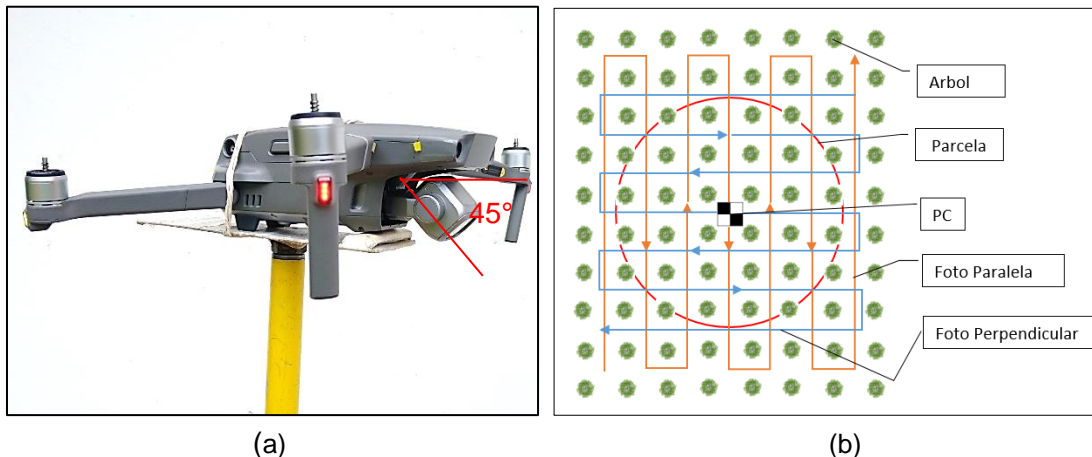 45°
Arbol
Parcela
PC
Foto Paralela
Foto Perpendicular
(a)
(b)